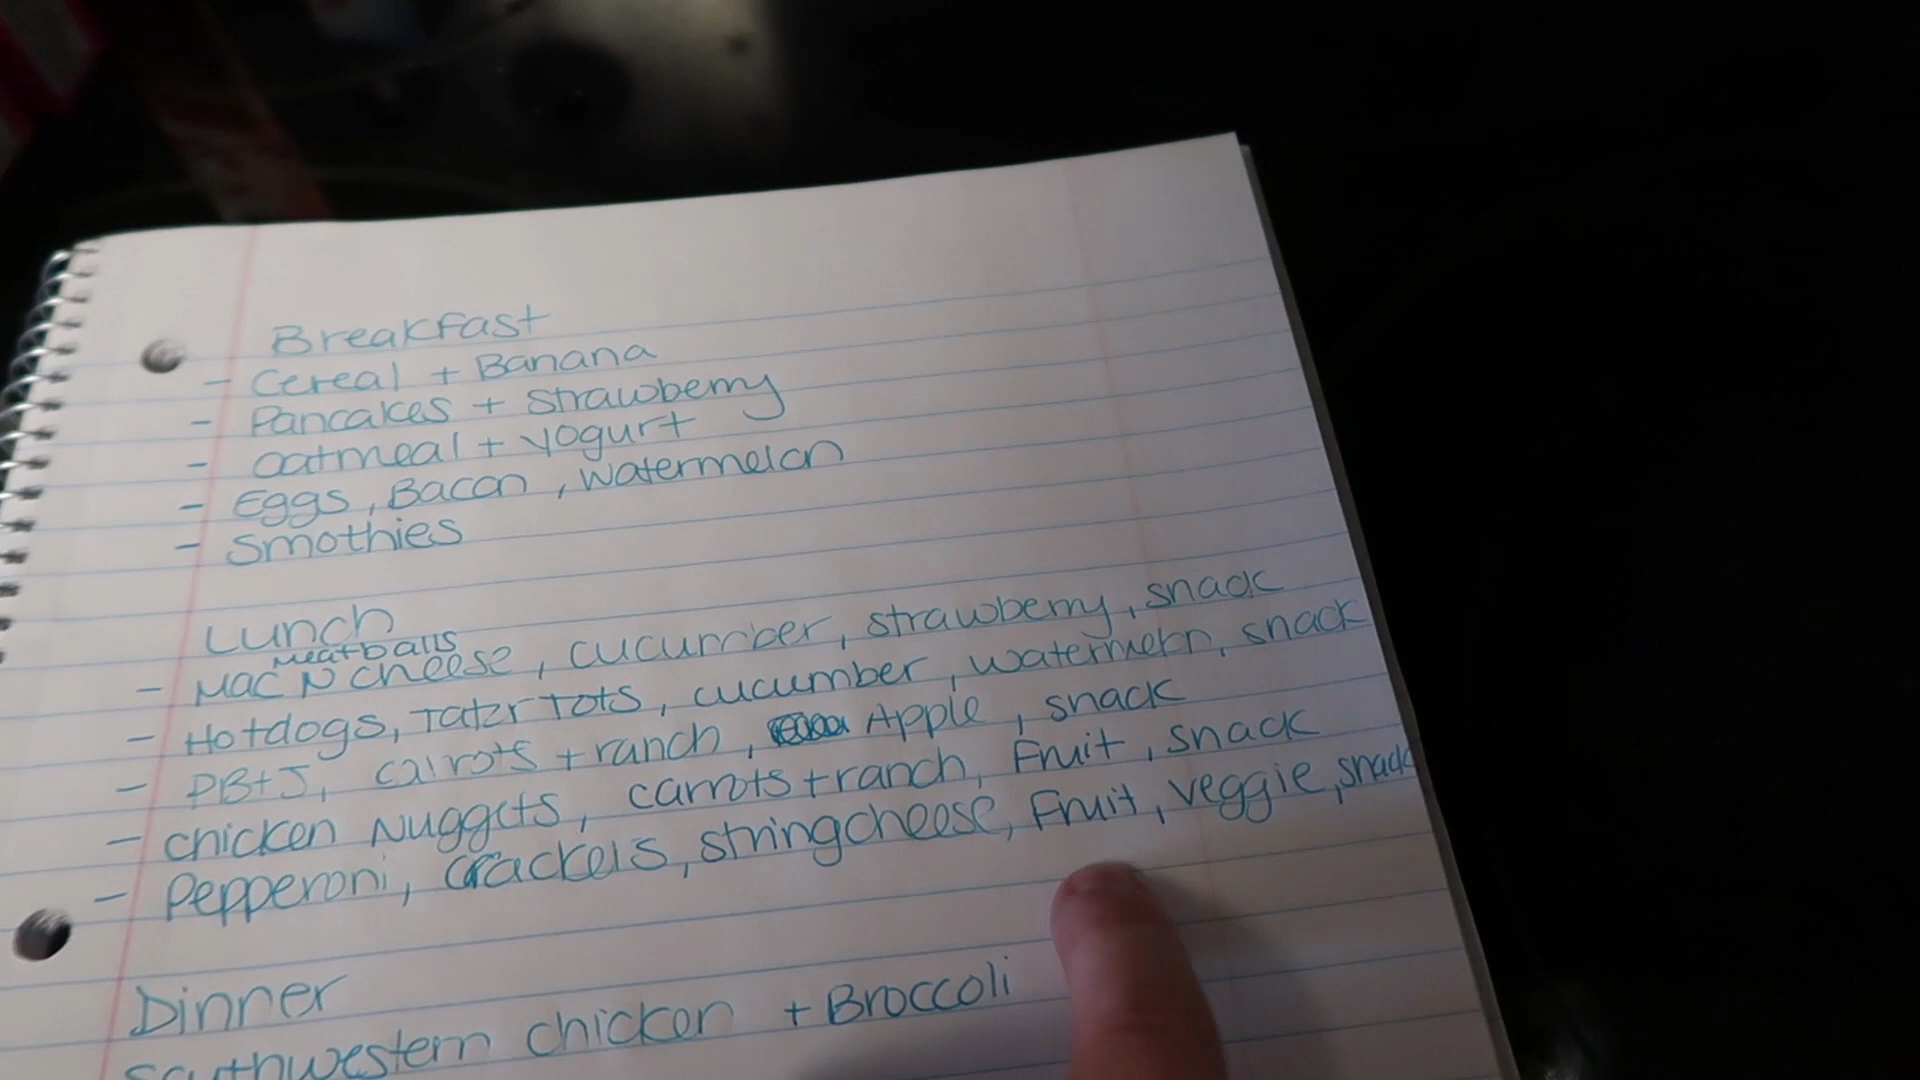 Breakfast
- Cereal + Banana
- Pancakes + Strawberry
- Oatmeal + yogurt
- Eggs, Bacon, Watermelon
- Smothies
Lunch
meatballs
- Mac N cheese, cucumber, strawberry, snack
- Hotdogs, Tater Tots, cucumber, watermelon, snack
- PB+J, carrots + ranch, Apple, snack
- chicken Nuggets, carrots + ranch, Fruit, snack
- Pepperoni, crackers, stringcheese, Fruit, veggie, snack
Dinner
Southwestern chicken + Broccoli